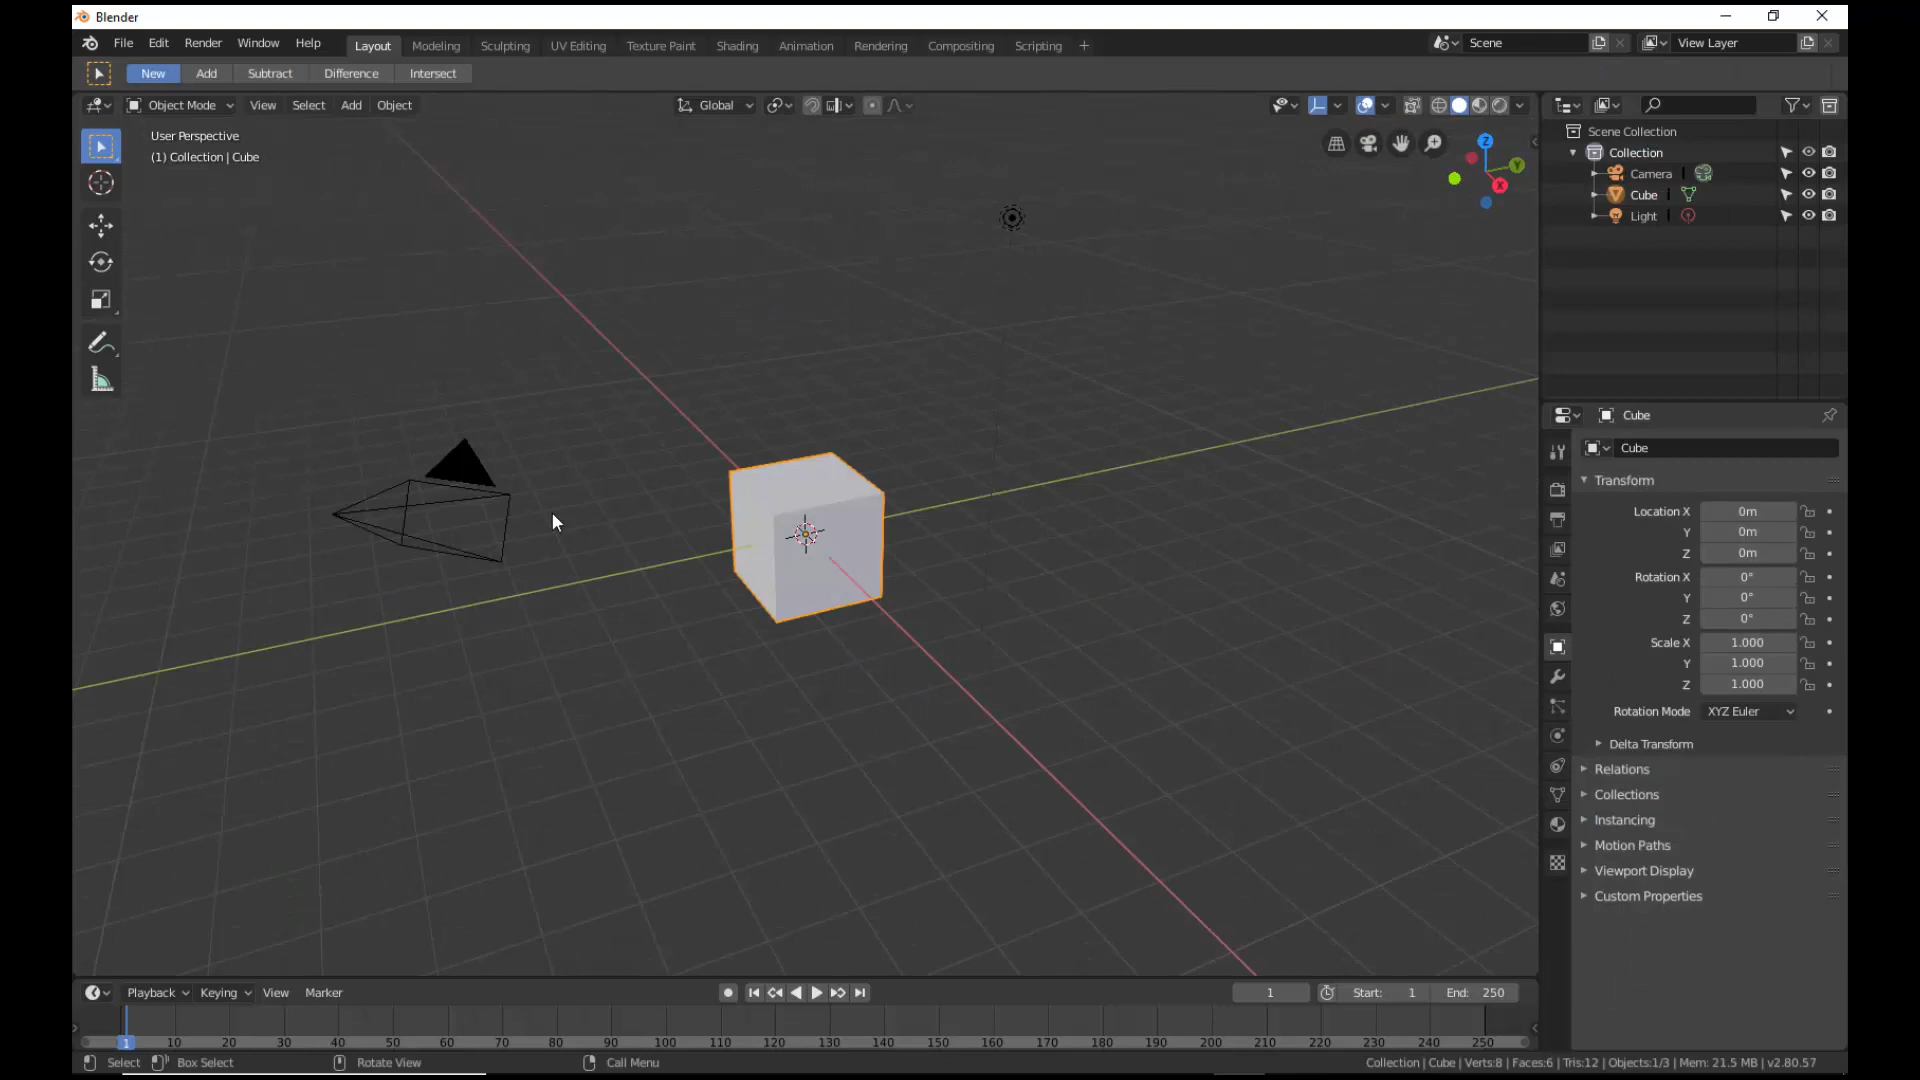 Blender
File Edit Render Window Help Layout Modeling Sculpting UV Editing Texture Paint Shading Animation Rendering Compositing Scripting + Scene View Layer
New Add Subtract Difference Intersect
Object Mode View Select Add Object Global
User Perspective
(1) Collection | Cube
Z
Y
X
Scene Collection
Collection
Camera
Cube
Light
Cube
Cube
Transform
Location X 0m
Y 0m
Z 0m
Rotation X 0°
Y 0°
Z 0°
Scale X 1.000
Y 1.000
Z 1.000
Rotation Mode XYZ Euler
Delta Transform
Relations
Collections
Instancing
Motion Paths
Viewport Display
Custom Properties
Playback Keying View Marker 1 Start: 1 End: 250
1 10 20 30 40 50 60 70 80 90 100 110 120 130 140 150 160 170 180 190 200 210 220 230 240 250
Select Box Select Rotate View Call Menu Collection | Cube | Verts:8 | Faces:6 | Tris:12 | Objects:1/3 | Mem: 21.5 MB | v2.80.57